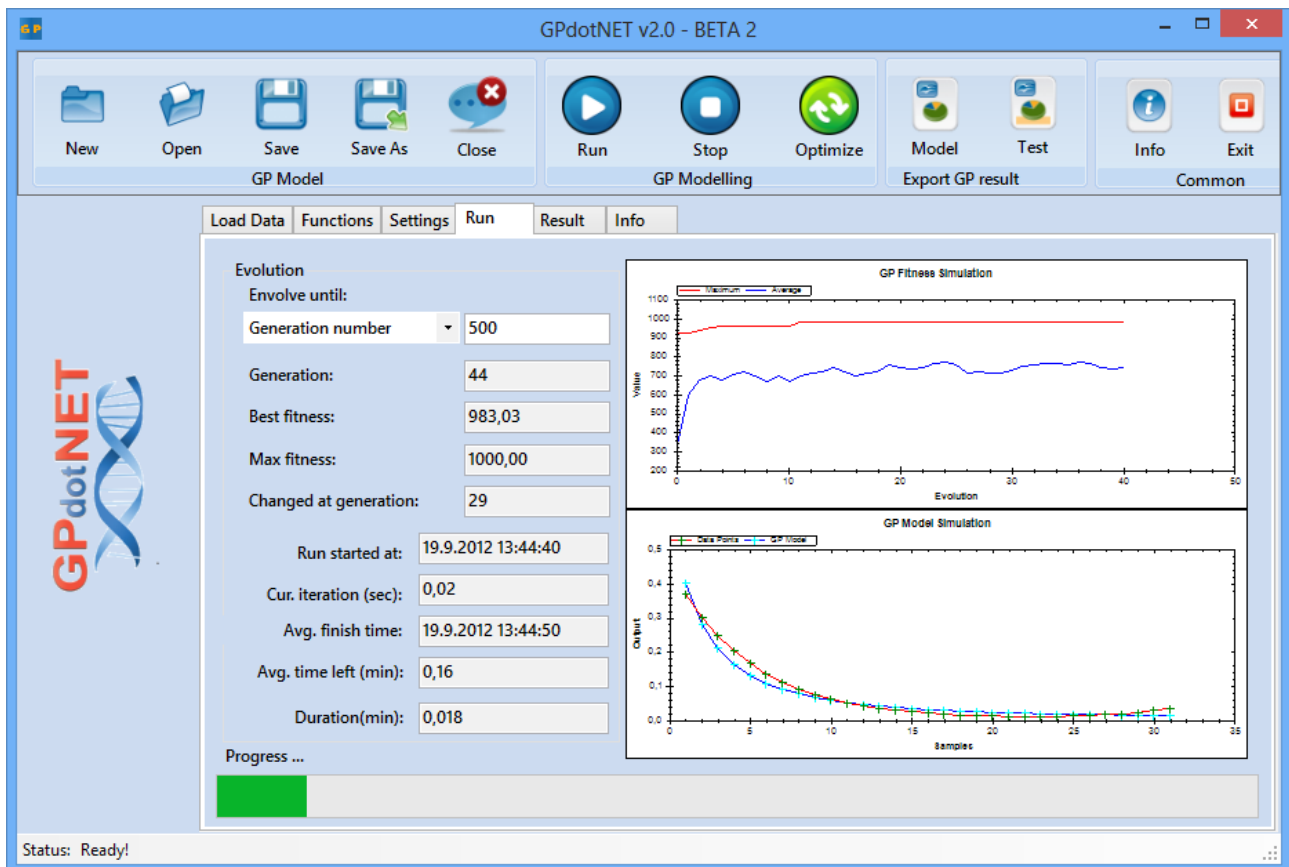 GP
GPdotNET v2.0 - BETA 2
New Open Save Save As Close Run Stop Optimize Model Test Info Exit
GP Model GP Modelling Export GP result Common
Load Data Functions Settings Run Result Info
GPdotNET
Evolution
Envolve until:
Generation number 500
Generation: 44
Best fitness: 983,03
Max fitness: 1000,00
Changed at generation: 29
Run started at: 19.9.2012 13:44:40
Cur. iteration (sec): 0,02
Avg. finish time: 19.9.2012 13:44:50
Avg. time left (min): 0,16
Duration(min): 0,018
Progress ...
GP Fitness Simulation
Maximum Average
Value
1100
1000
900
800
700
600
500
400
300
200
0 10 20 30 40 50
Evolution
GP Model Simulation
Data Points GP Model
Output
0,5
0,4
0,3
0,2
0,1
0,0
0 5 10 15 20 25 30 35
Samples
Status: Ready!